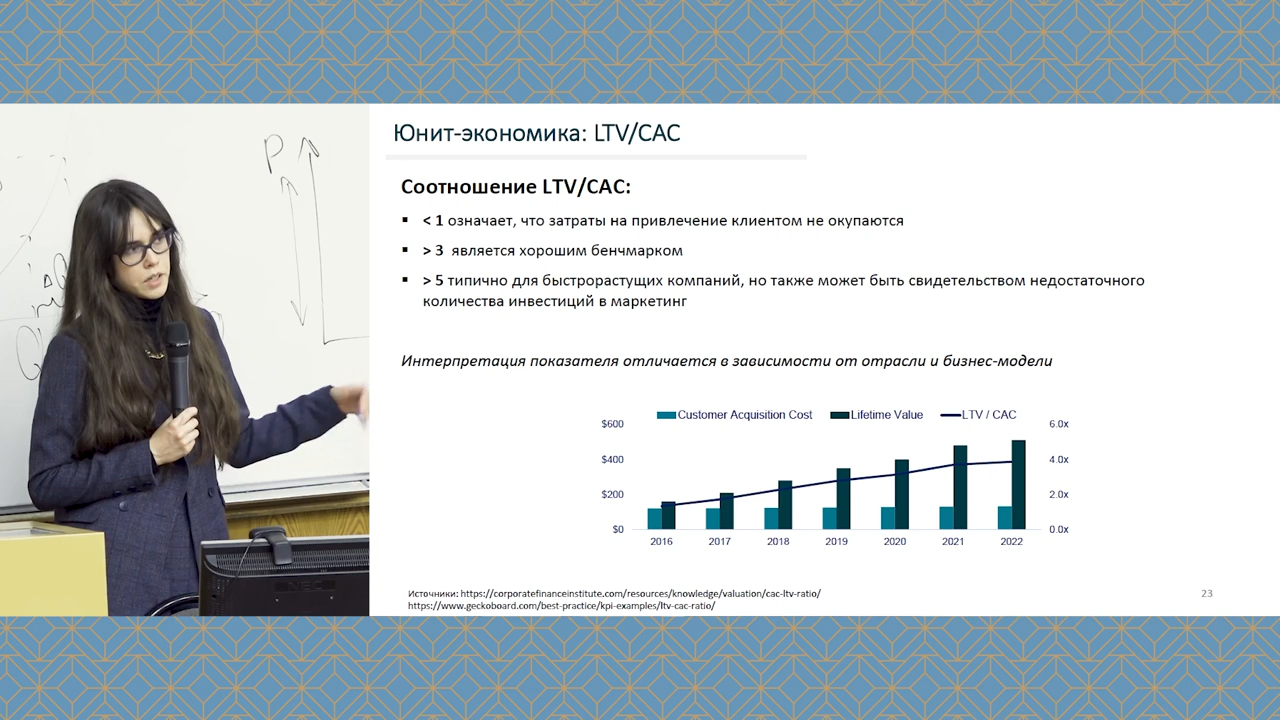 P
Q
Юнит-экономика: LTV/CAC
Соотношение LTV/CAC:
▪ < 1 означает, что затраты на привлечение клиентом не окупаются
▪ > 3 является хорошим бенчмарком
▪ > 5 типично для быстрорастущих компаний, но также может быть свидетельством недостаточного
количества инвестиций в маркетинг
Интерпретация показателя отличается в зависимости от отрасли и бизнес-модели
Customer Acquisition Cost Lifetime Value LTV / CAC
$600 6.0x
$400 4.0x
$200 2.0x
$0 0.0x
2016 2017 2018 2019 2020 2021 2022
Источники: https://corporatefinanceinstitute.com/resources/knowledge/valuation/cac-ltv-ratio/
https://www.geckoboard.com/best-practice/kpi-examples/ltv-cac-ratio/
23
NEC